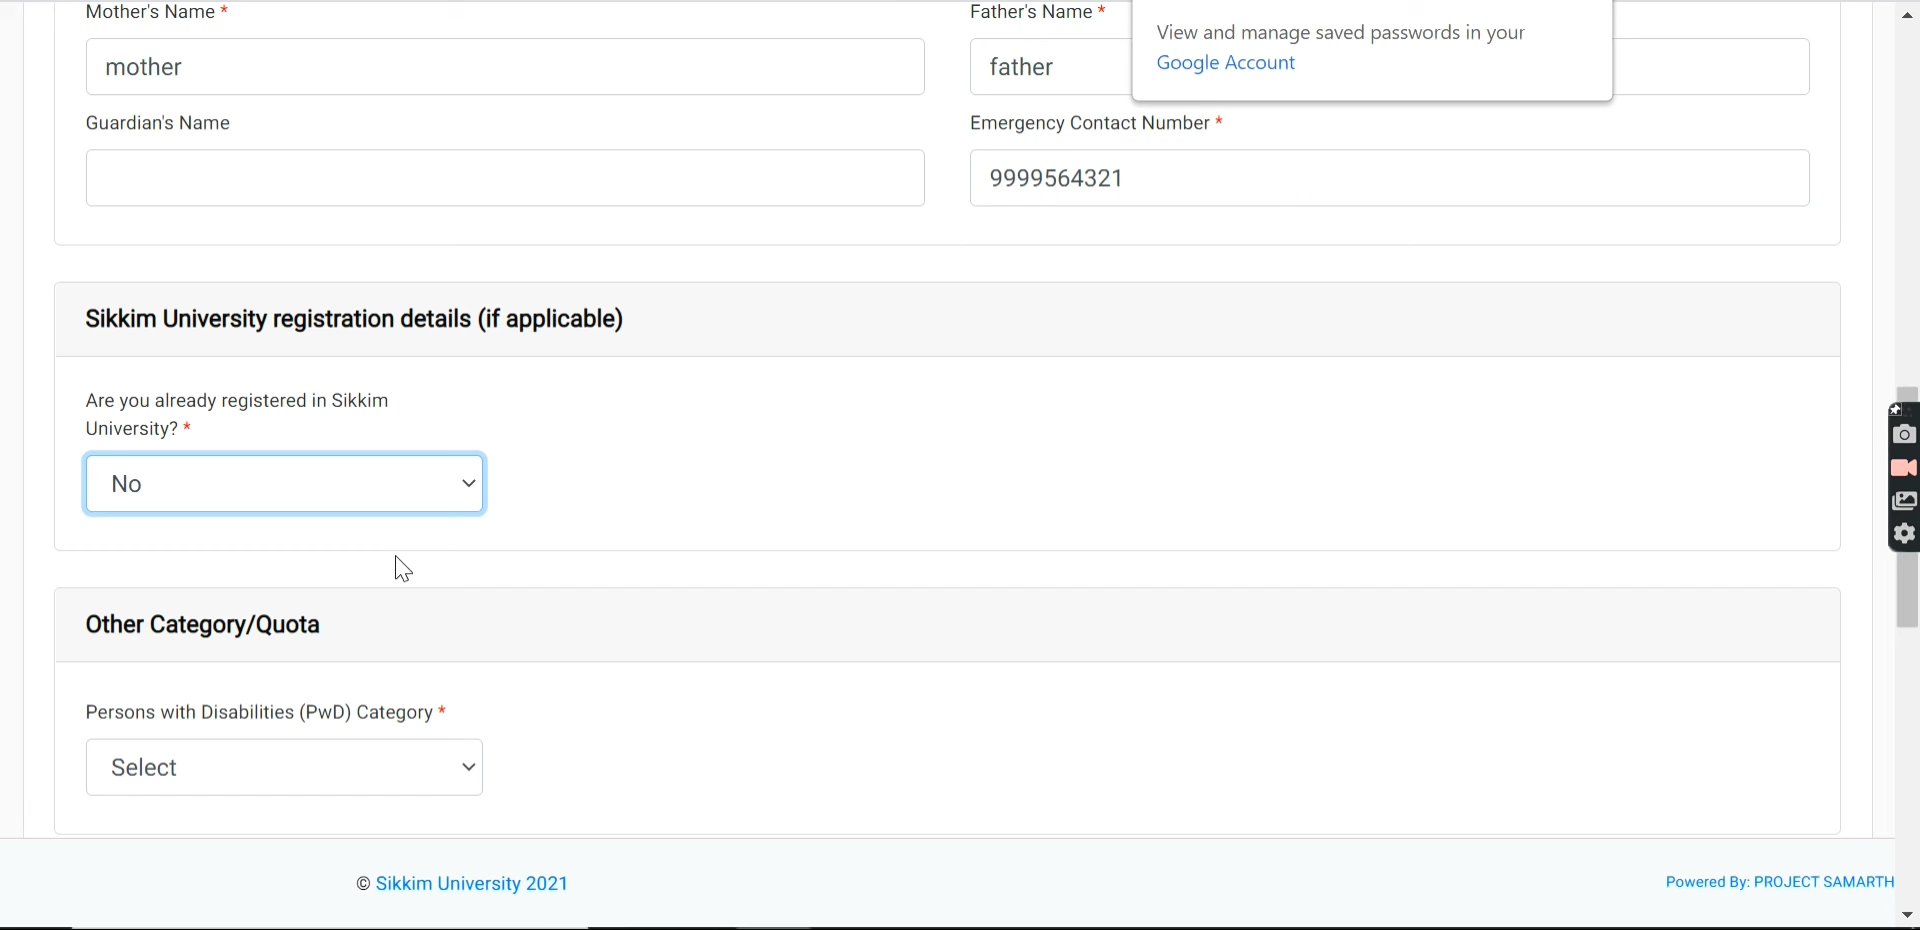 Mother's Name *
Father's Name *
View and manage saved passwords in your
Google Account
mother
father
Guardian's Name
Emergency Contact Number *
9999564321
Sikkim University registration details (if applicable)
Are you already registered in Sikkim
University? *
No
Other Category/Quota
Persons with Disabilities (PwD) Category *
Select
© Sikkim University 2021
Powered By: PROJECT SAMARTH